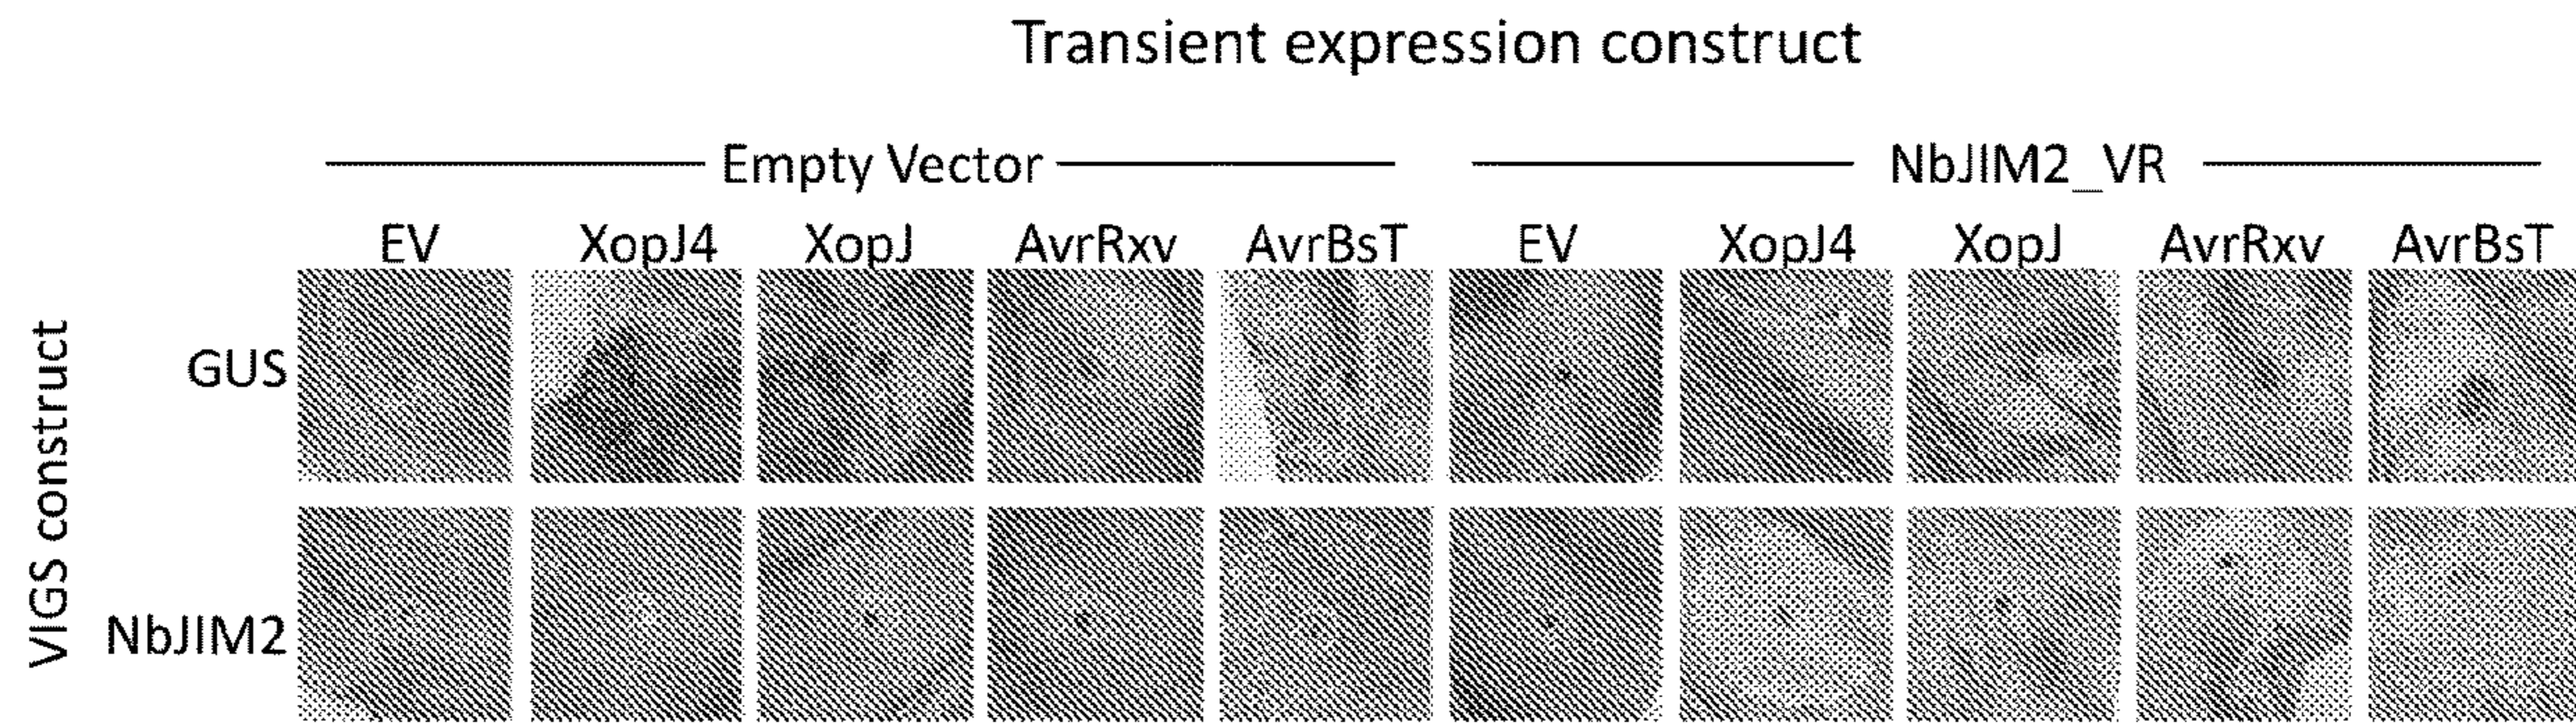 Transient expression construct
Empty Vector NbJIM2_VR
EV XopJ4 XopJ AvrRxv AvrBsT EV XopJ4 XopJ AvrRxv AvrBsT
VIGS construct
GUS
NbJIM2